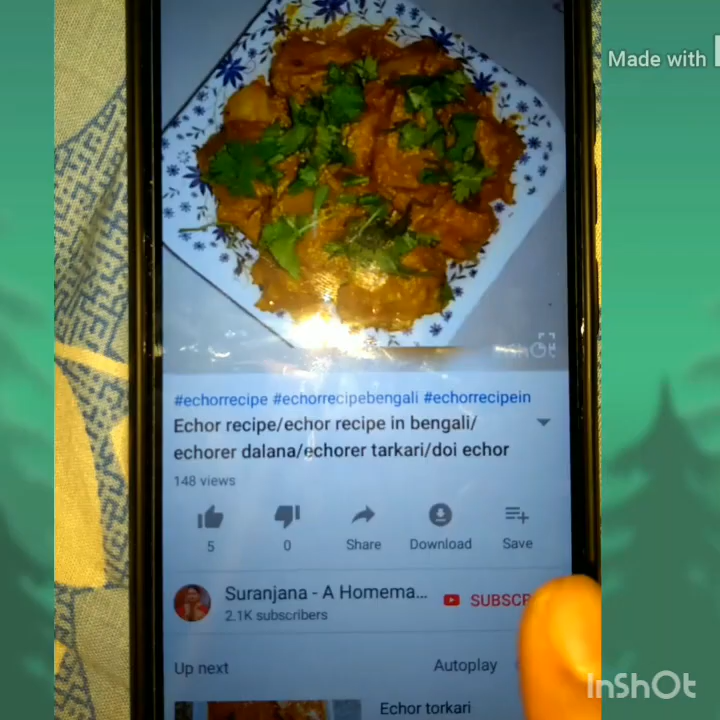 Made with
#echorrecipe #echorrecipebengali #echorrecipein
Echor recipe/echor recipe in bengali/
echorer dalana/echorer tarkari/doi echor
148 views
5
0
Share
Download
Save
Suranjana - A Homema...
2.1K subscribers
SUBSCR
Up next
Autoplay
Echor torkari
InShOt